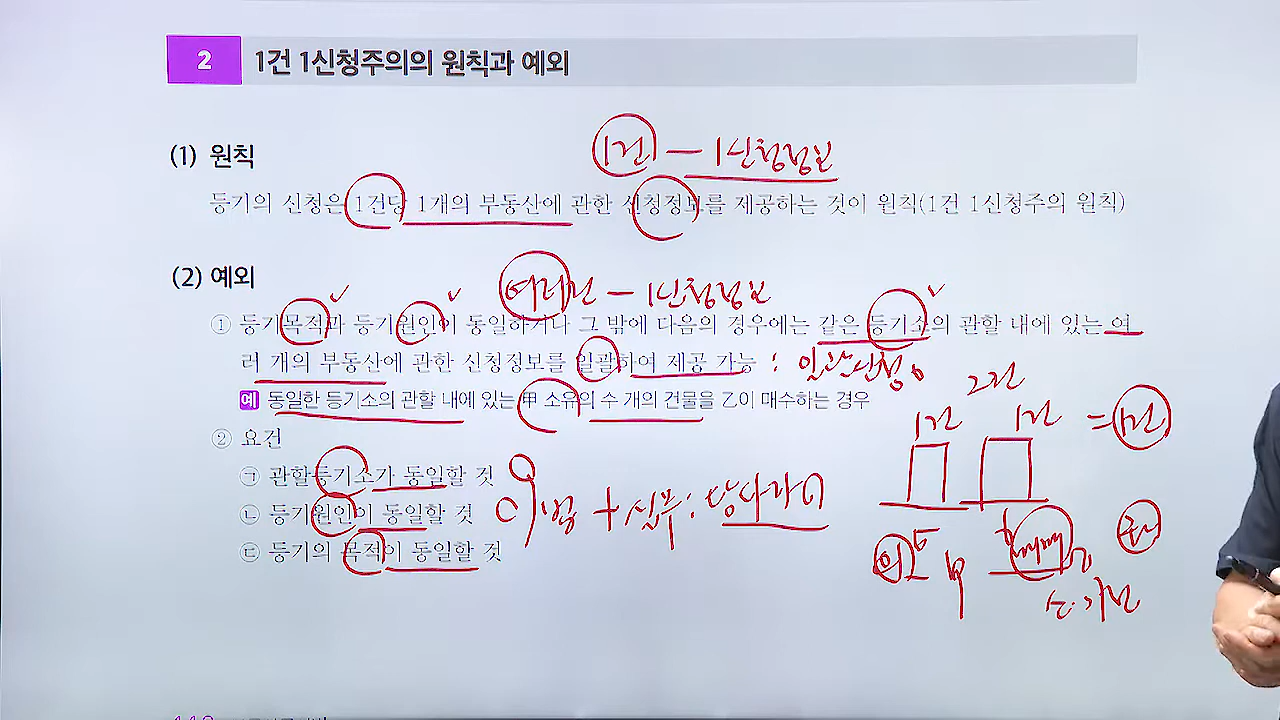 2 1건 1신청주의의 원칙과 예외
(1) 원칙
1건 — 1신청정보
등기의 신청은 1건당 1개의 부동산에 관한 신청정보를 제공하는 것이 원칙(1건 1신청주의 원칙)
(2) 예외
여러건 — 1신청정보
① 등기목적과 등기원인이 동일하거나 그 밖에 다음의 경우에는 같은 등기소의 관할 내에 있는 여
러 개의 부동산에 관한 신청정보를 일괄하여 제공 가능 : 일괄신청
예 동일한 등기소의 관할 내에 있는 甲 소유의 수 개의 건물을 乙이 매수하는 경우
2건
1건 1건 = 1건
② 요건
㉠ 관할등기소가 동일할 것
㉡ 등기원인이 동일할 것
㉢ 등기의 목적이 동일할 것